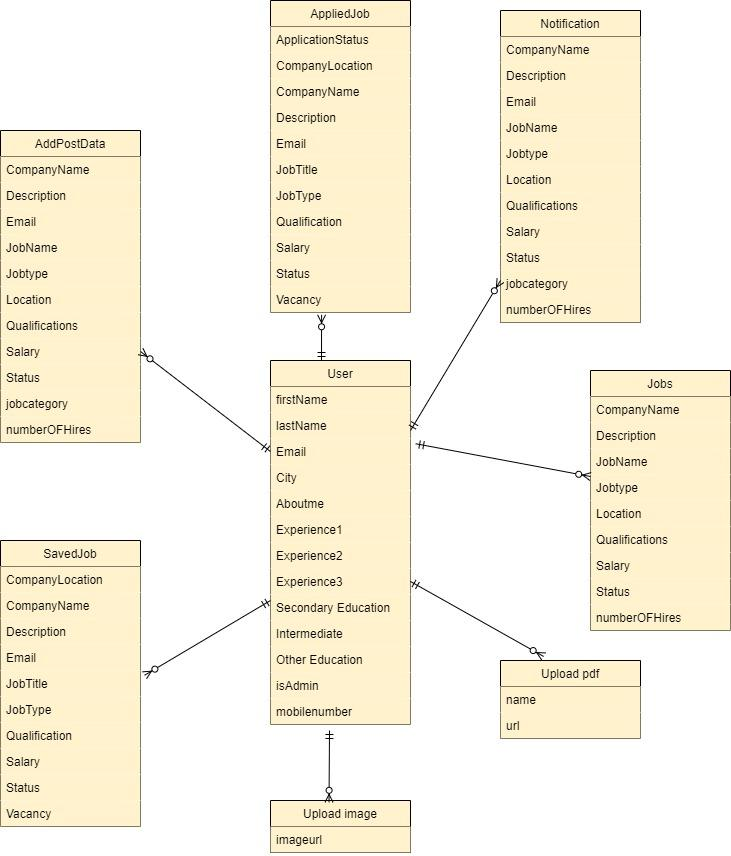 AppliedJob
ApplicationStatus
CompanyLocation
CompanyName
Description
Email
JobTitle
JobType
Qualification
Salary
Status
Vacancy
Notification
CompanyName
Description
Email
JobName
Jobtype
Location
Qualifications
Salary
Status
jobcategory
numberOFHires
AddPostData
CompanyName
Description
Email
JobName
Jobtype
Location
Qualifications
Salary
Status
jobcategory
numberOFHires
User
firstName
lastName
Email
City
Aboutme
Experience1
Experience2
Experience3
Secondary Education
Intermediate
Other Education
isAdmin
mobilenumber
Jobs
CompanyName
Description
JobName
Jobtype
Location
Qualifications
Salary
Status
numberOFHires
SavedJob
CompanyLocation
CompanyName
Description
Email
JobTitle
JobType
Qualification
Salary
Status
Vacancy
Upload pdf
name
url
Upload image
imageurl